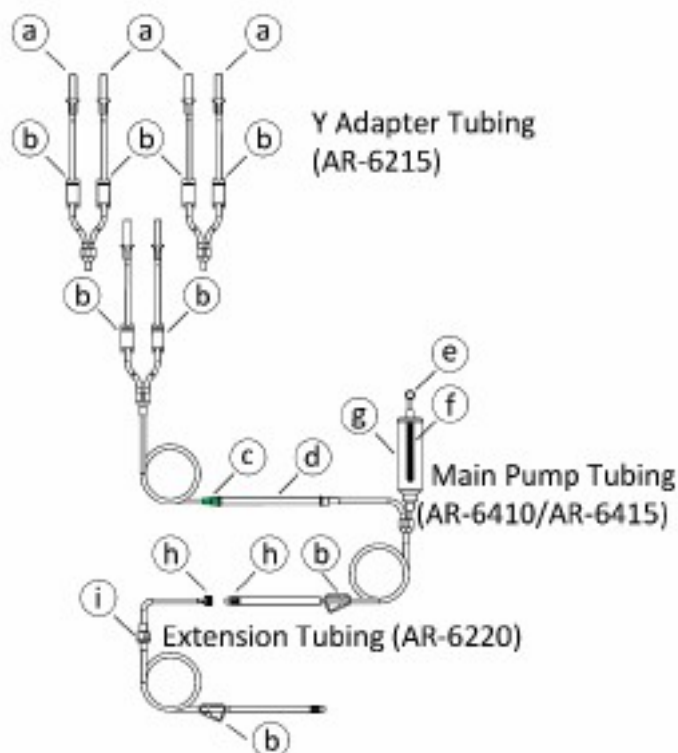 a a a
b b b b
Y Adapter Tubing
(AR-6215)
b b
e
f
g
c d
Main Pump Tubing
(AR-6410/AR-6415)
h h b
i
Extension Tubing (AR-6220)
b